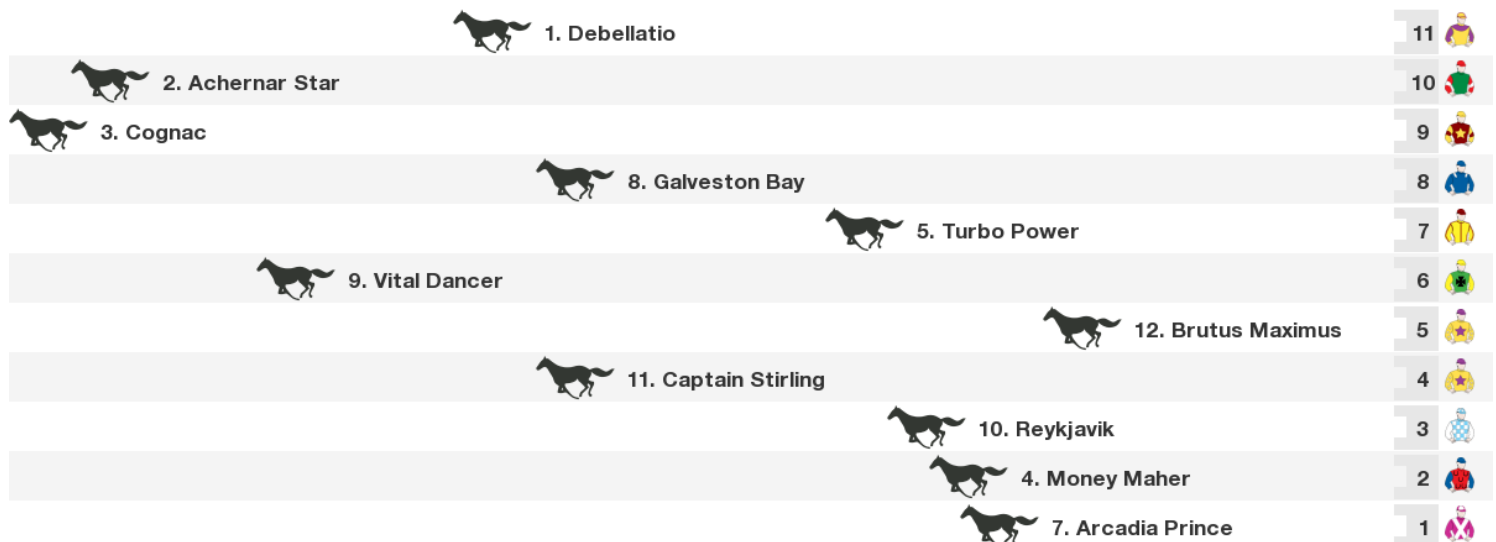 1. Debellatio 11
2. Achernar Star 10
3. Cognac 9
8. Galveston Bay 8
5. Turbo Power 7
9. Vital Dancer 6
12. Brutus Maximus 5
11. Captain Stirling 4
10. Reykjavik 3
4. Money Maher 2
7. Arcadia Prince 1